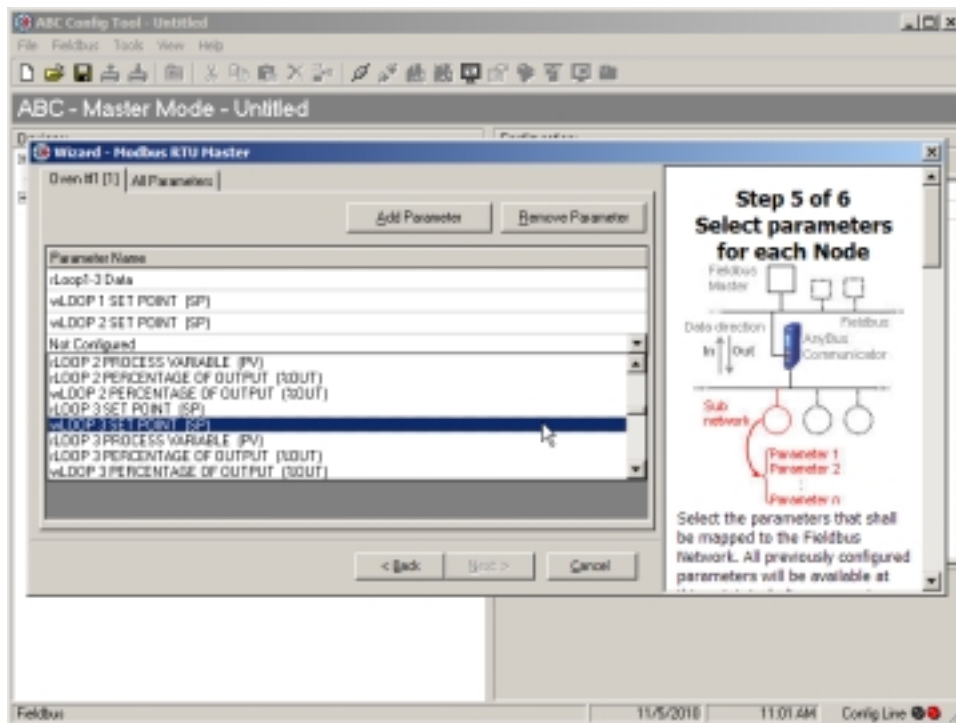 ABC Config Tool - Untitled
File Fieldbus Tools View Help
ABC - Master Mode - Untitled
Wizard - Modbus RTU Master
Oven #1 [1] All Parameters
Add Parameter Remove Parameter
Parameter Name
rLoop1-3 Data
wLOOP 1 SET POINT (SP)
wLOOP 2 SET POINT (SP)
Not Configured
rLOOP 2 PROCESS VARIABLE (PV)
rLOOP 2 PERCENTAGE OF OUTPUT (%OUT)
wLOOP 2 PERCENTAGE OF OUTPUT (%OUT)
rLOOP 3 SET POINT (SP)
wLOOP 3 SET POINT (SP)
rLOOP 3 PROCESS VARIABLE (PV)
rLOOP 3 PERCENTAGE OF OUTPUT (%OUT)
wLOOP 3 PERCENTAGE OF OUTPUT (%OUT)
< Back Next > Cancel
Step 5 of 6
Select parameters
for each Node
Fieldbus
Master
Fieldbus
Data direction
In Out
AnyBus
Communicator
Sub
network
Parameter 1
Parameter 2
Parameter n
Select the parameters that shall
be mapped to the Fieldbus
Network. All previously configured
parameters will be available at
Fieldbus 11/5/2010 11:01 AM Config Line